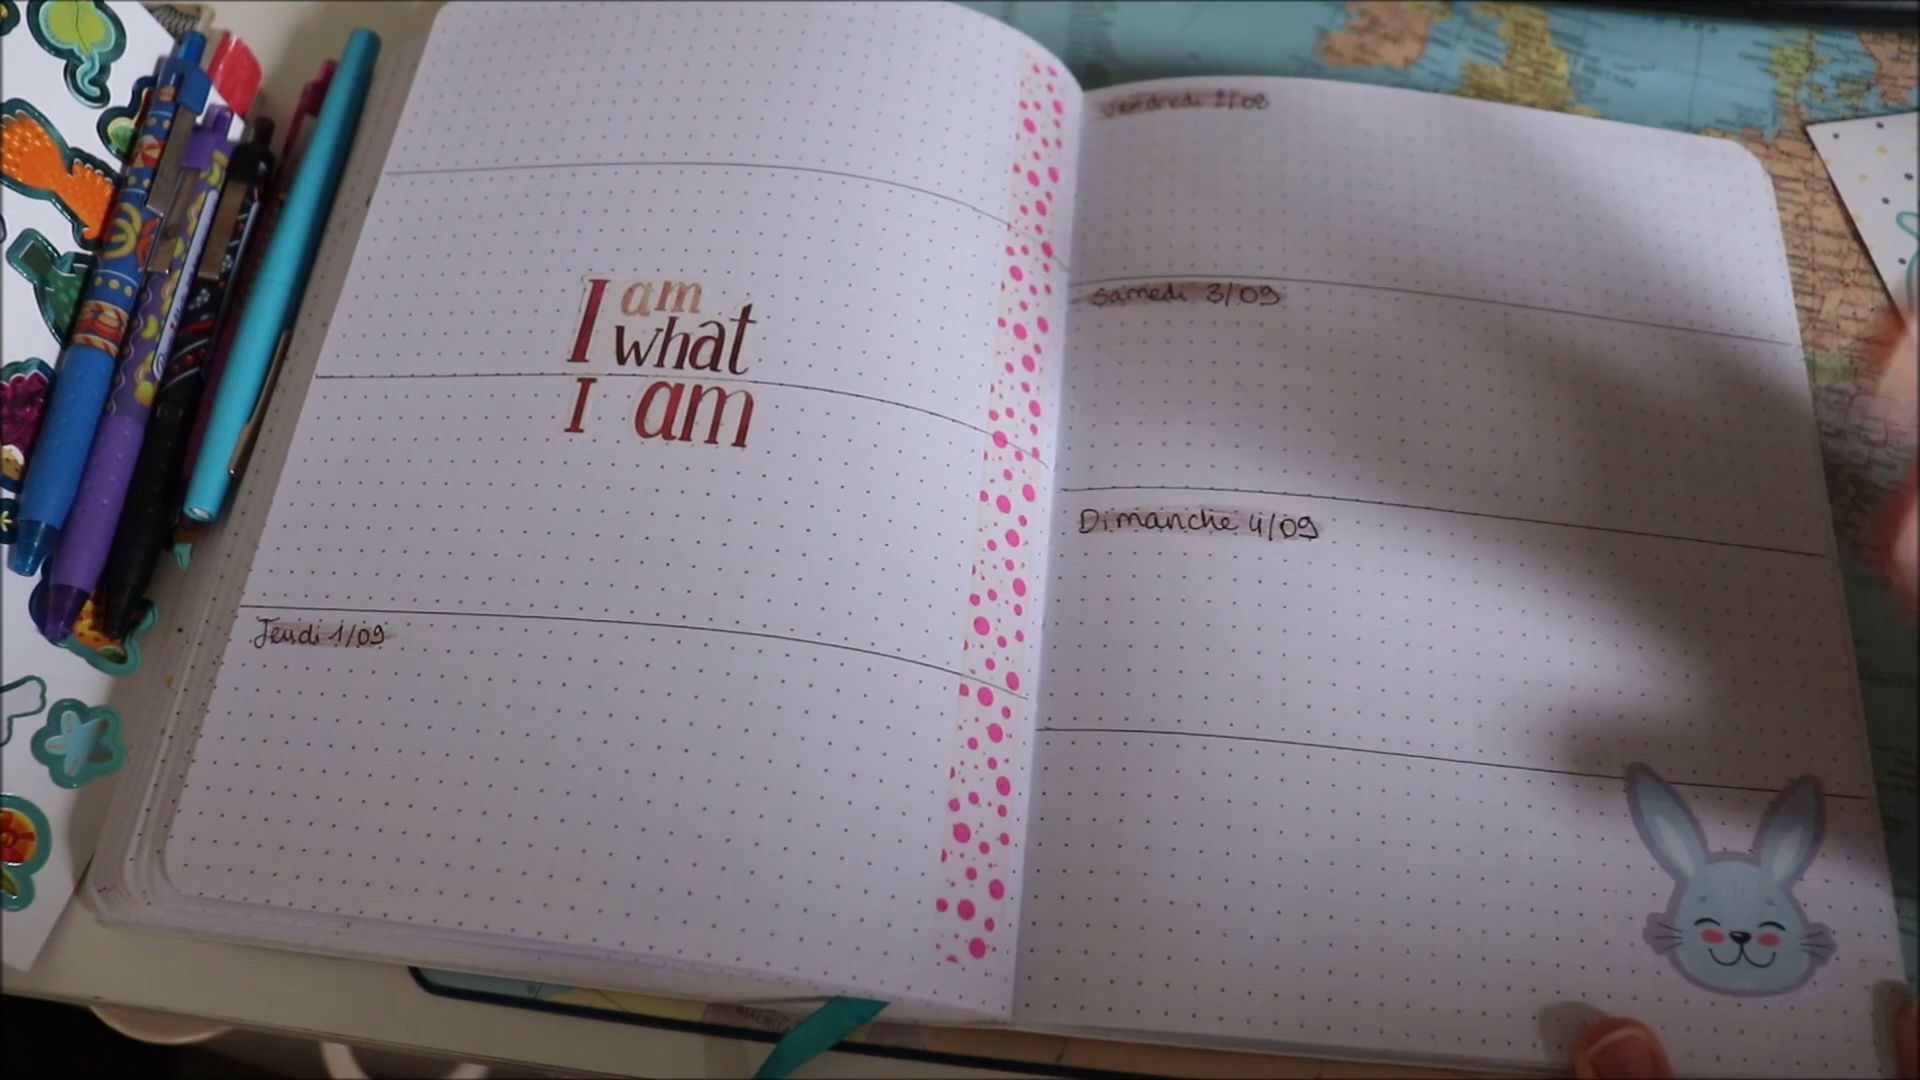 I am
what
I am
Jeudi 1/09
Vendredi 2/09
Samedi 3/09
Dimanche 4/09